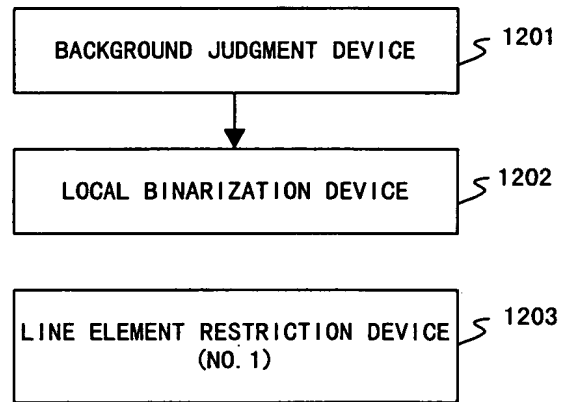 BACKGROUND JUDGMENT DEVICE
1201
LOCAL BINARIZATION DEVICE
1202
LINE ELEMENT RESTRICTION DEVICE
(NO. 1)
1203